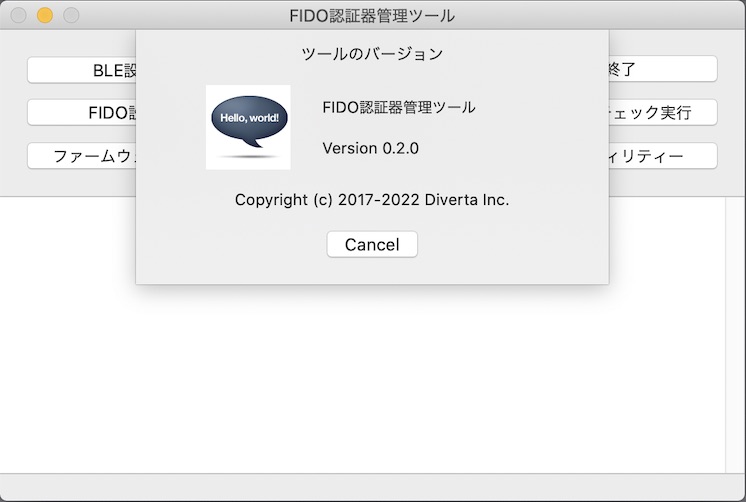 FIDO認証器管理ツール
ツールのバージョン
BLE設
終了
Hello, world!
FIDO認証器管理ツール
FIDO設
チェック実行
Version 0.2.0
ファームウェ
ィリティー
Copyright (c) 2017-2022 Diverta Inc.
Cancel